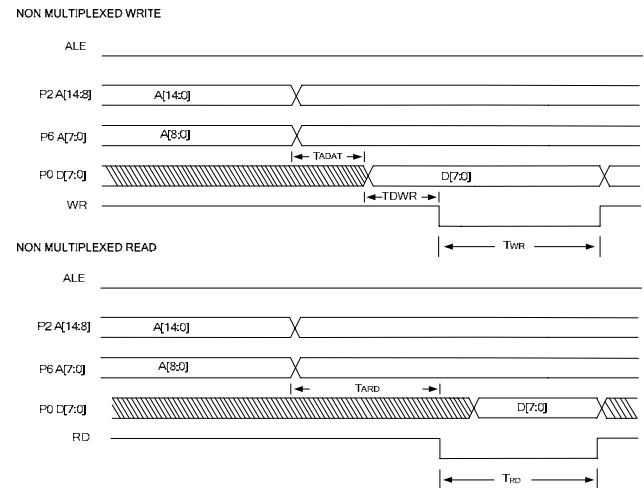 NON MULTIPLEXED WRITE
ALE
P2 A[14:8] A[14:0]
P6 A[7:0] A[8:0]
TADAT
P0 D[7:0] D[7:0]
WR TDWR
TWR
NON MULTIPLEXED READ
ALE
P2 A[14:8] A[14:0]
P6 A[7:0] A[8:0]
TARD
P0 D[7:0] D[7:0]
RD
TRD